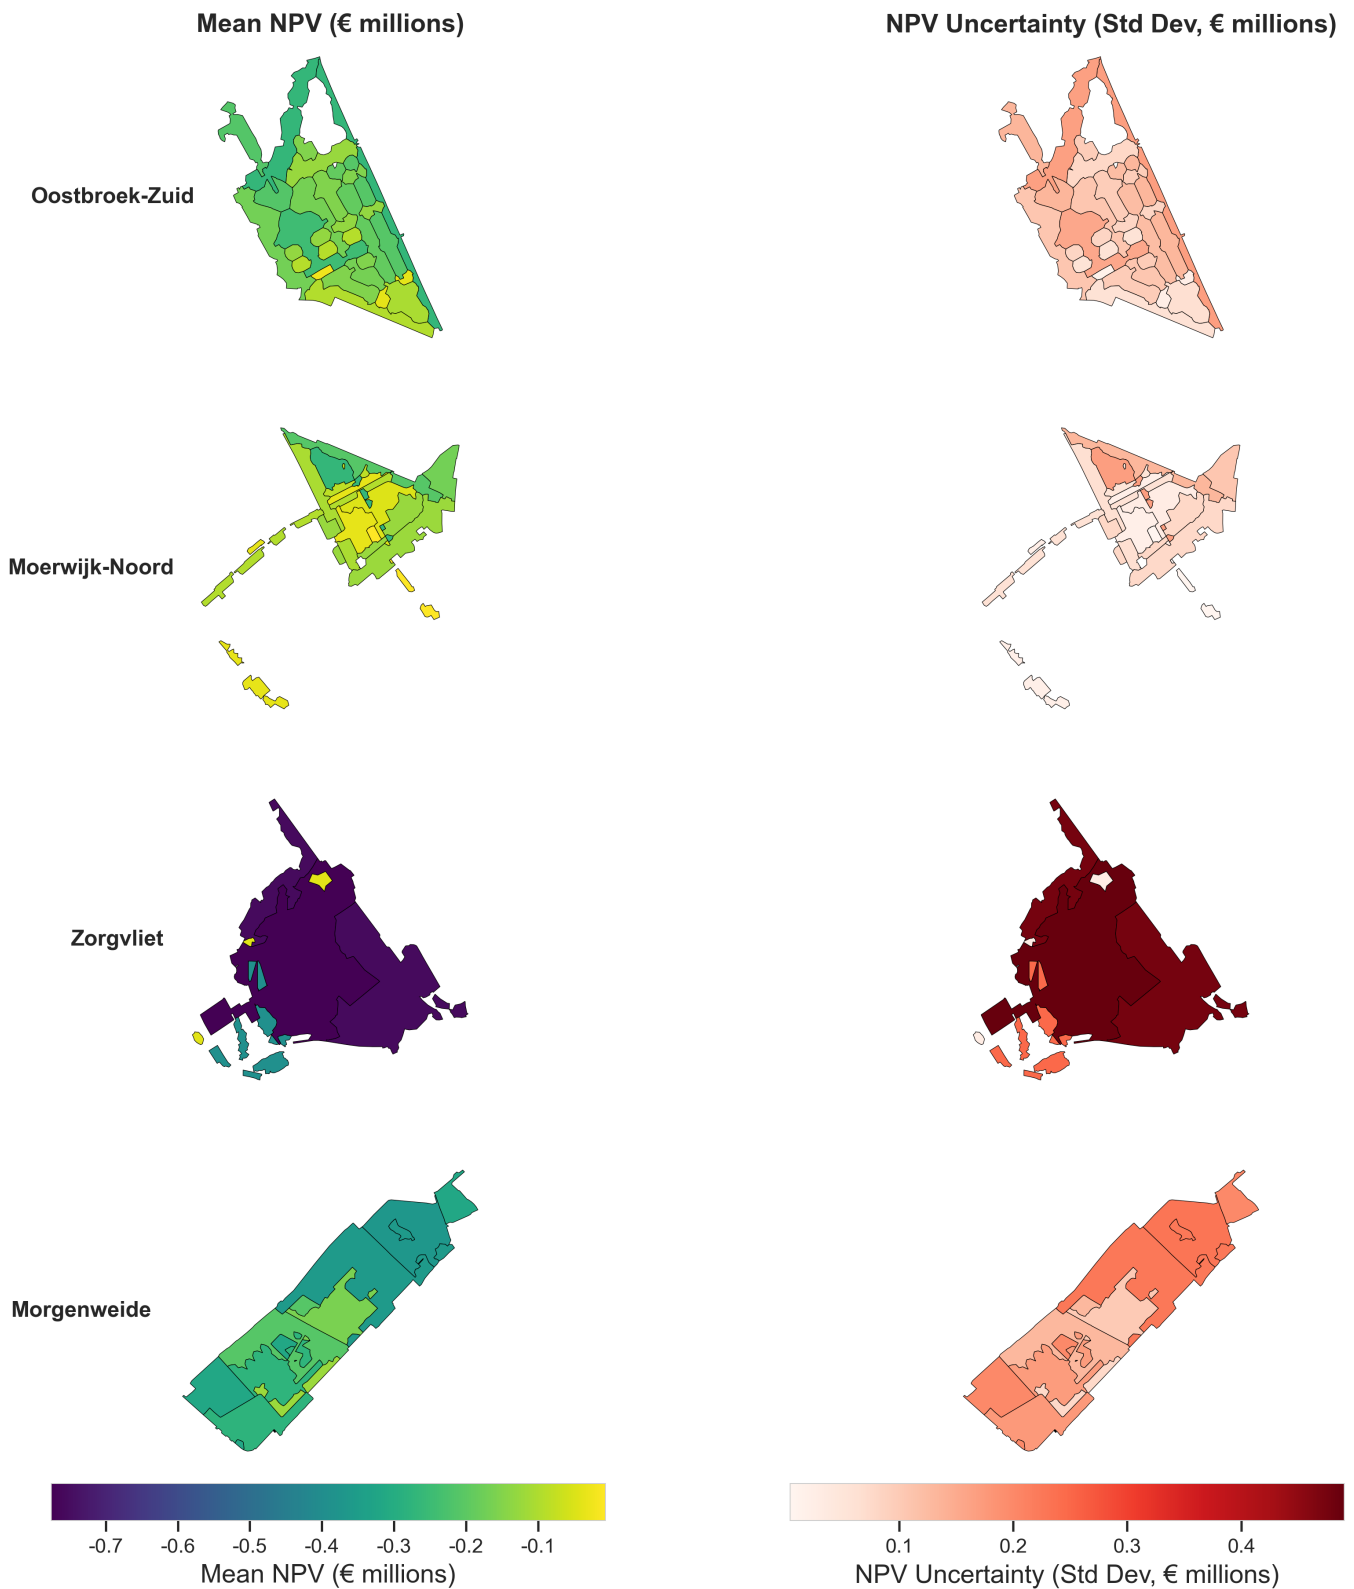 Mean NPV (€ millions)
NPV Uncertainty (Std Dev, € millions)
Oostbroek-Zuid
Moerwijk-Noord
Zorgvliet
Morgenweide
-0.7 -0.6 -0.5 -0.4 -0.3 -0.2 -0.1
Mean NPV (€ millions)
0.1 0.2 0.3 0.4
NPV Uncertainty (Std Dev, € millions)